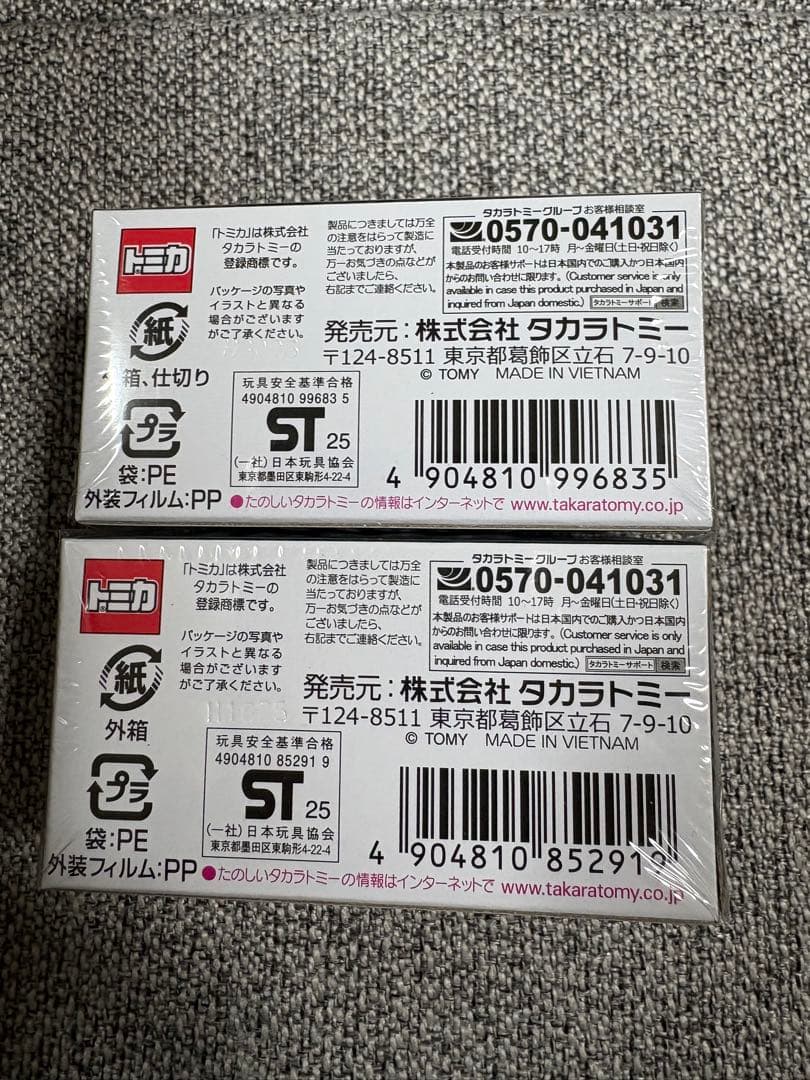 トミカ
「トミカ」は株式会社
タカラトミーの
登録商標です。
パッケージの写真や
イラストと異なる
場合がございます
がご了承ください。
製品につきましては万全
の注意をはらって製造に
当たっておりますが、
万一お気づきの点などが
ございましたら、
右記までご連絡ください。
タカラトミーグループお客様相談室
0570-041031
電話受付時間 10〜17時 月〜金曜日(土日・祝日除く)
本製品のお客様サポートは日本国内でのご購入かつ日本国内
からのお問い合わせに限ります。(Customer service is only
available in case this product purchased in Japan and
inquired from Japan domestic.) タカラトミーサポート 検索
発売元:株式会社 タカラトミー
〒124-8511 東京都葛飾区立石 7-9-10
© TOMY MADE IN VIETNAM
紙
箱、仕切り
プラ
袋:PE
外装フィルム:PP
玩具安全基準合格
4904810 99683 5
ST 25
(一社)日本玩具協会
東京都墨田区東駒形4-22-4
4 904810 996835
●たのしいタカラトミーの情報はインターネットで www.takaratomy.co.jp
トミカ
「トミカ」は株式会社
タカラトミーの
登録商標です。
パッケージの写真や
イラストと異なる
場合がございます
がご了承ください。
製品につきましては万全
の注意をはらって製造に
当たっておりますが、
万一お気づきの点などが
ございましたら、
右記までご連絡ください。
タカラトミーグループお客様相談室
0570-041031
電話受付時間 10〜17時 月〜金曜日(土日・祝日除く)
本製品のお客様サポートは日本国内でのご購入かつ日本国内
からのお問い合わせに限ります。(Customer service is only
available in case this product purchased in Japan and
inquired from Japan domestic.) タカラトミーサポート 検索
発売元:株式会社 タカラトミー
〒124-8511 東京都葛飾区立石 7-9-10
© TOMY MADE IN VIETNAM
紙
外箱
プラ
袋:PE
外装フィルム:PP
玩具安全基準合格
4904810 85291 9
ST 25
(一社)日本玩具協会
東京都墨田区東駒形4-22-4
4 904810 852919
●たのしいタカラトミーの情報はインターネットで www.takaratomy.co.jp